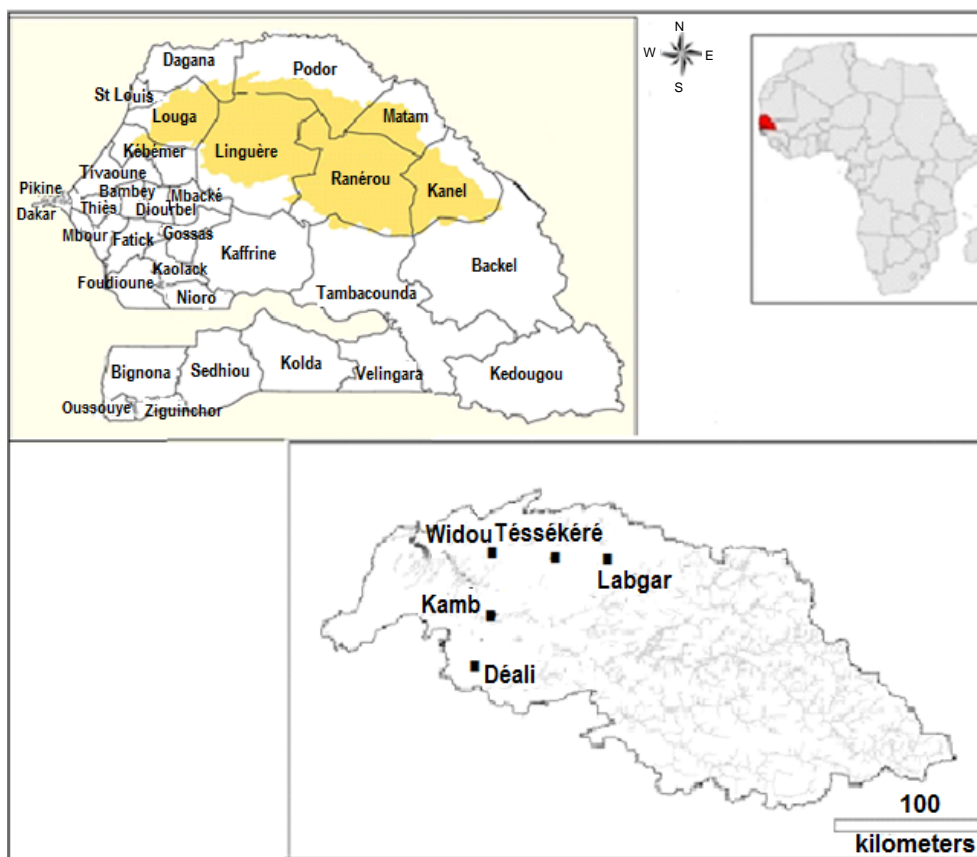 N
W E
S
Dagana
Podor
St Louis
Louga
Matam
Kébémer
Linguère
Tivaoune
Ranérou
Kanel
Pikine
Bambey
Mbacké
Dakar
Thiès
Diourbel
Mbour
Fatick
Gossas
Kaffrine
Backel
Kaolack
Foudioune
Nioro
Tambacounda
Bignona
Sedhiou
Kolda
Velingara
Kedougou
Oussouye
Ziguinchor
Widou
Téssékéré
Labgar
Kamb
Déali
100
kilometers